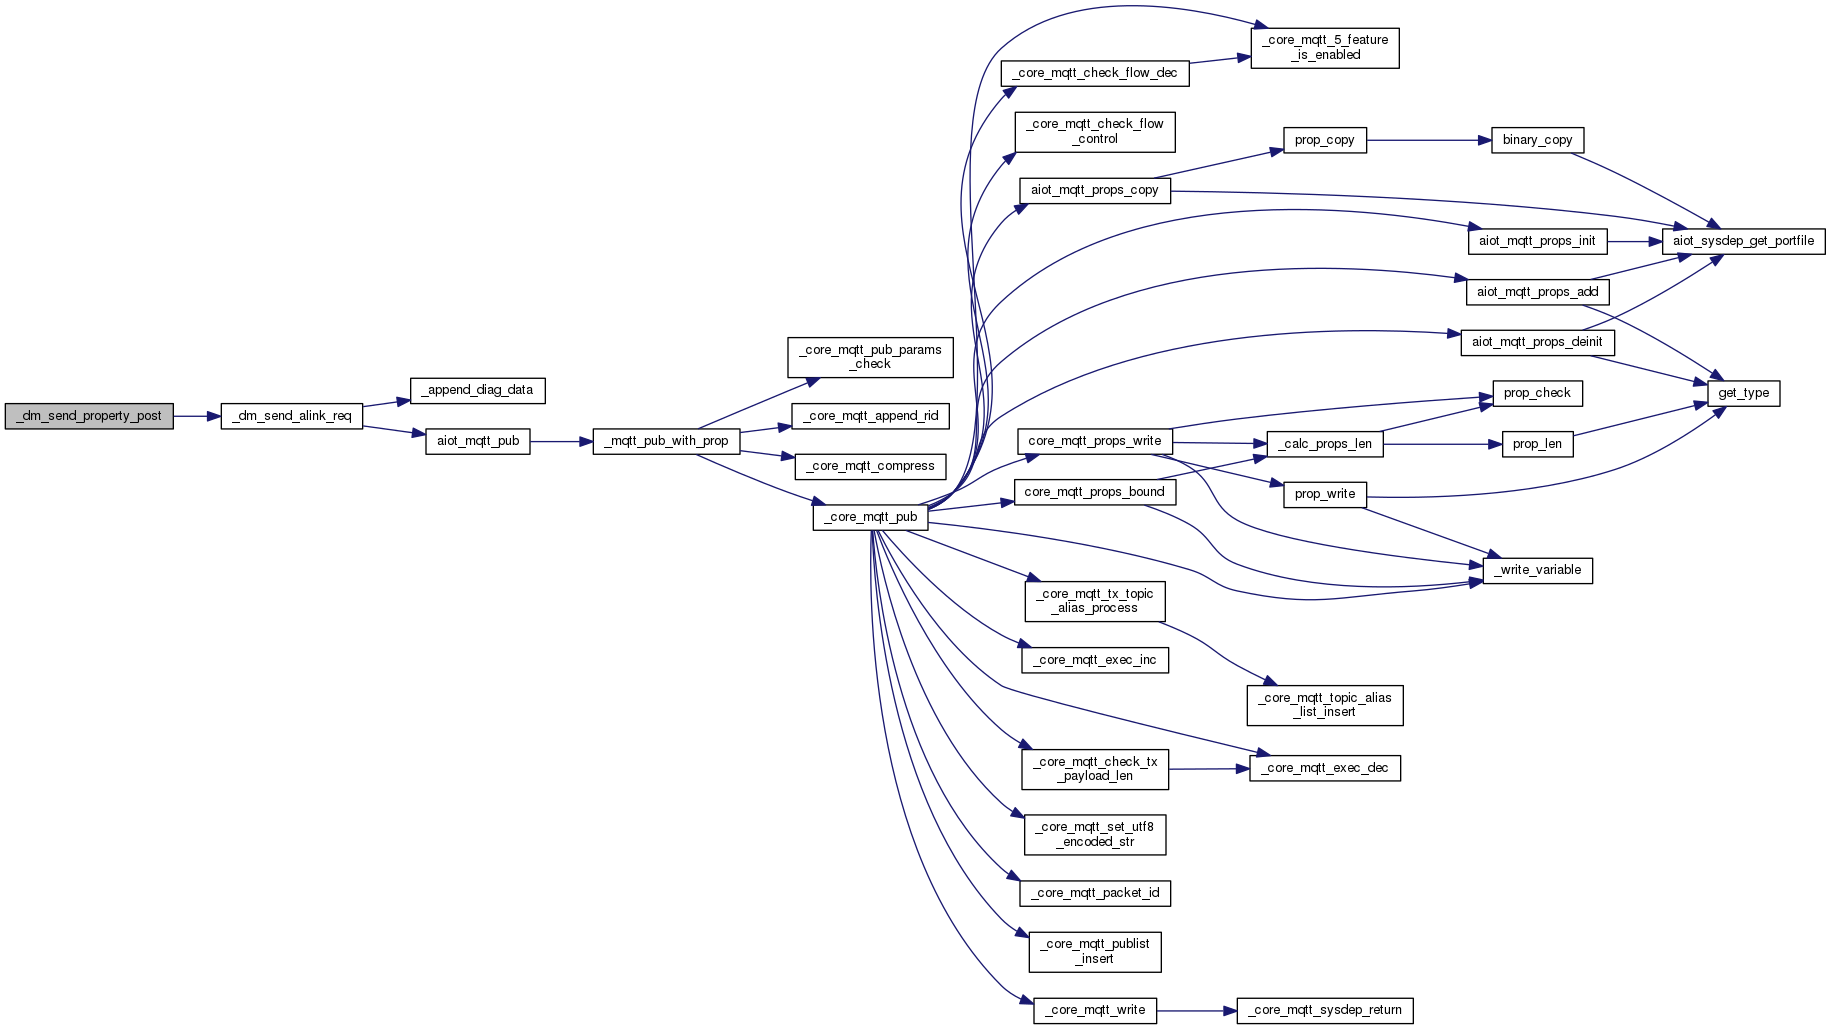 _dm_send_property_post
_dm_send_alink_req
_append_diag_data
aiot_mqtt_pub
_mqtt_pub_with_prop
_core_mqtt_pub_params
_check
_core_mqtt_append_rid
_core_mqtt_compress
_core_mqtt_pub
_core_mqtt_5_feature
_is_enabled
_core_mqtt_check_flow_dec
_core_mqtt_check_flow
_control
aiot_mqtt_props_copy
prop_copy
binary_copy
aiot_mqtt_props_init
aiot_sysdep_get_portfile
aiot_mqtt_props_add
aiot_mqtt_props_deinit
get_type
prop_check
core_mqtt_props_write
_calc_props_len
prop_len
core_mqtt_props_bound
prop_write
_write_variable
_core_mqtt_tx_topic
_alias_process
_core_mqtt_exec_inc
_core_mqtt_topic_alias
_list_insert
_core_mqtt_check_tx
_payload_len
_core_mqtt_exec_dec
_core_mqtt_set_utf8
_encoded_str
_core_mqtt_packet_id
_core_mqtt_publist
_insert
_core_mqtt_write
_core_mqtt_sysdep_return